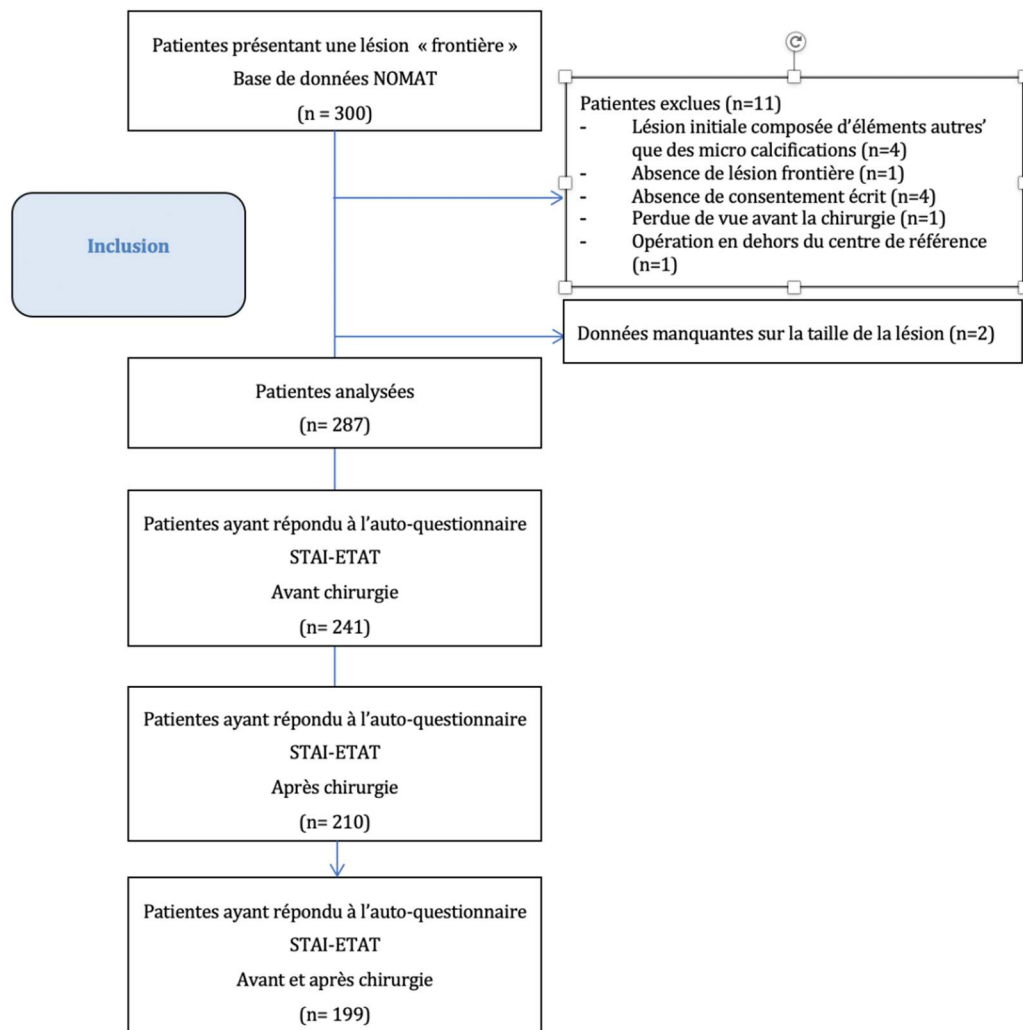 Patientes présentant une lésion « frontière »
Base de données NOMAT
(n = 300)
Patientes exclues (n=11)
- Lésion initiale composée d'éléments autres'
que des micro calcifications (n=4)
- Absence de lésion frontière (n=1)
- Absence de consentement écrit (n=4)
- Perdue de vue avant la chirurgie (n=1)
- Opération en dehors du centre de référence
(n=1)
Inclusion
Données manquantes sur la taille de la lésion (n=2)
Patientes analysées
(n= 287)
Patientes ayant répondu à l'auto-questionnaire
STAI-ETAT
Avant chirurgie
(n= 241)
Patientes ayant répondu à l'auto-questionnaire
STAI-ETAT
Après chirurgie
(n= 210)
Patientes ayant répondu à l'auto-questionnaire
STAI-ETAT
Avant et après chirurgie
(n= 199)